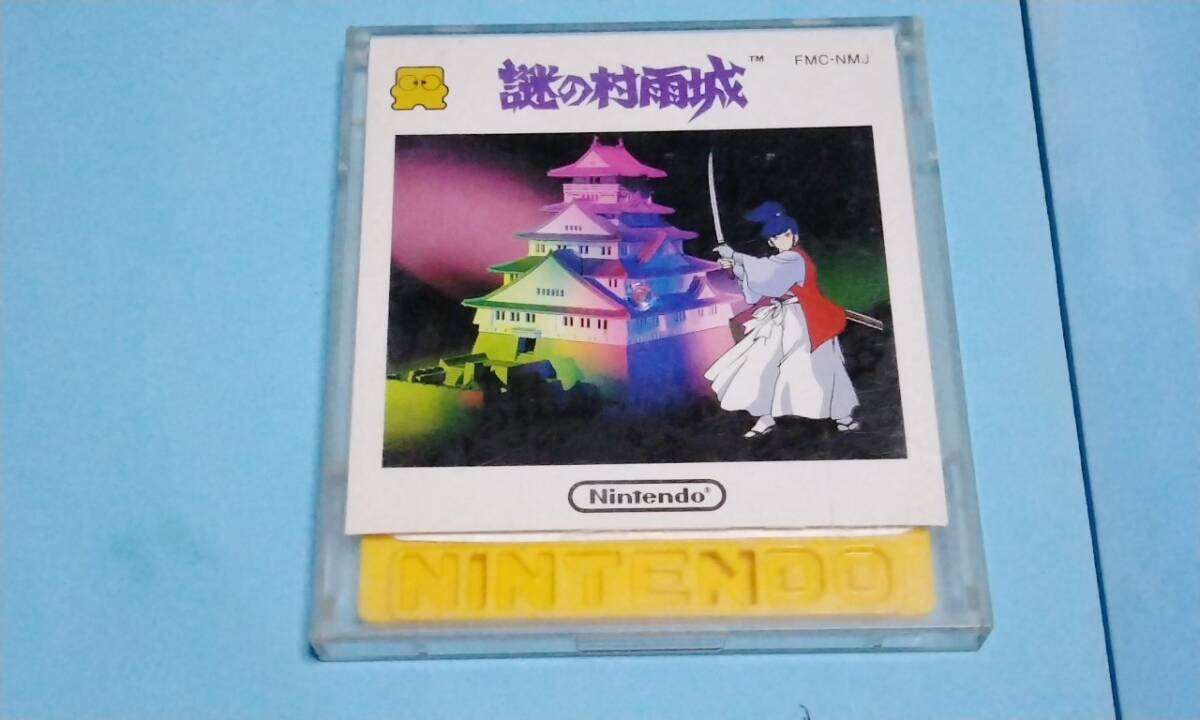 謎の村雨城™ FMC-NMJ
Nintendo®
NINTENDO